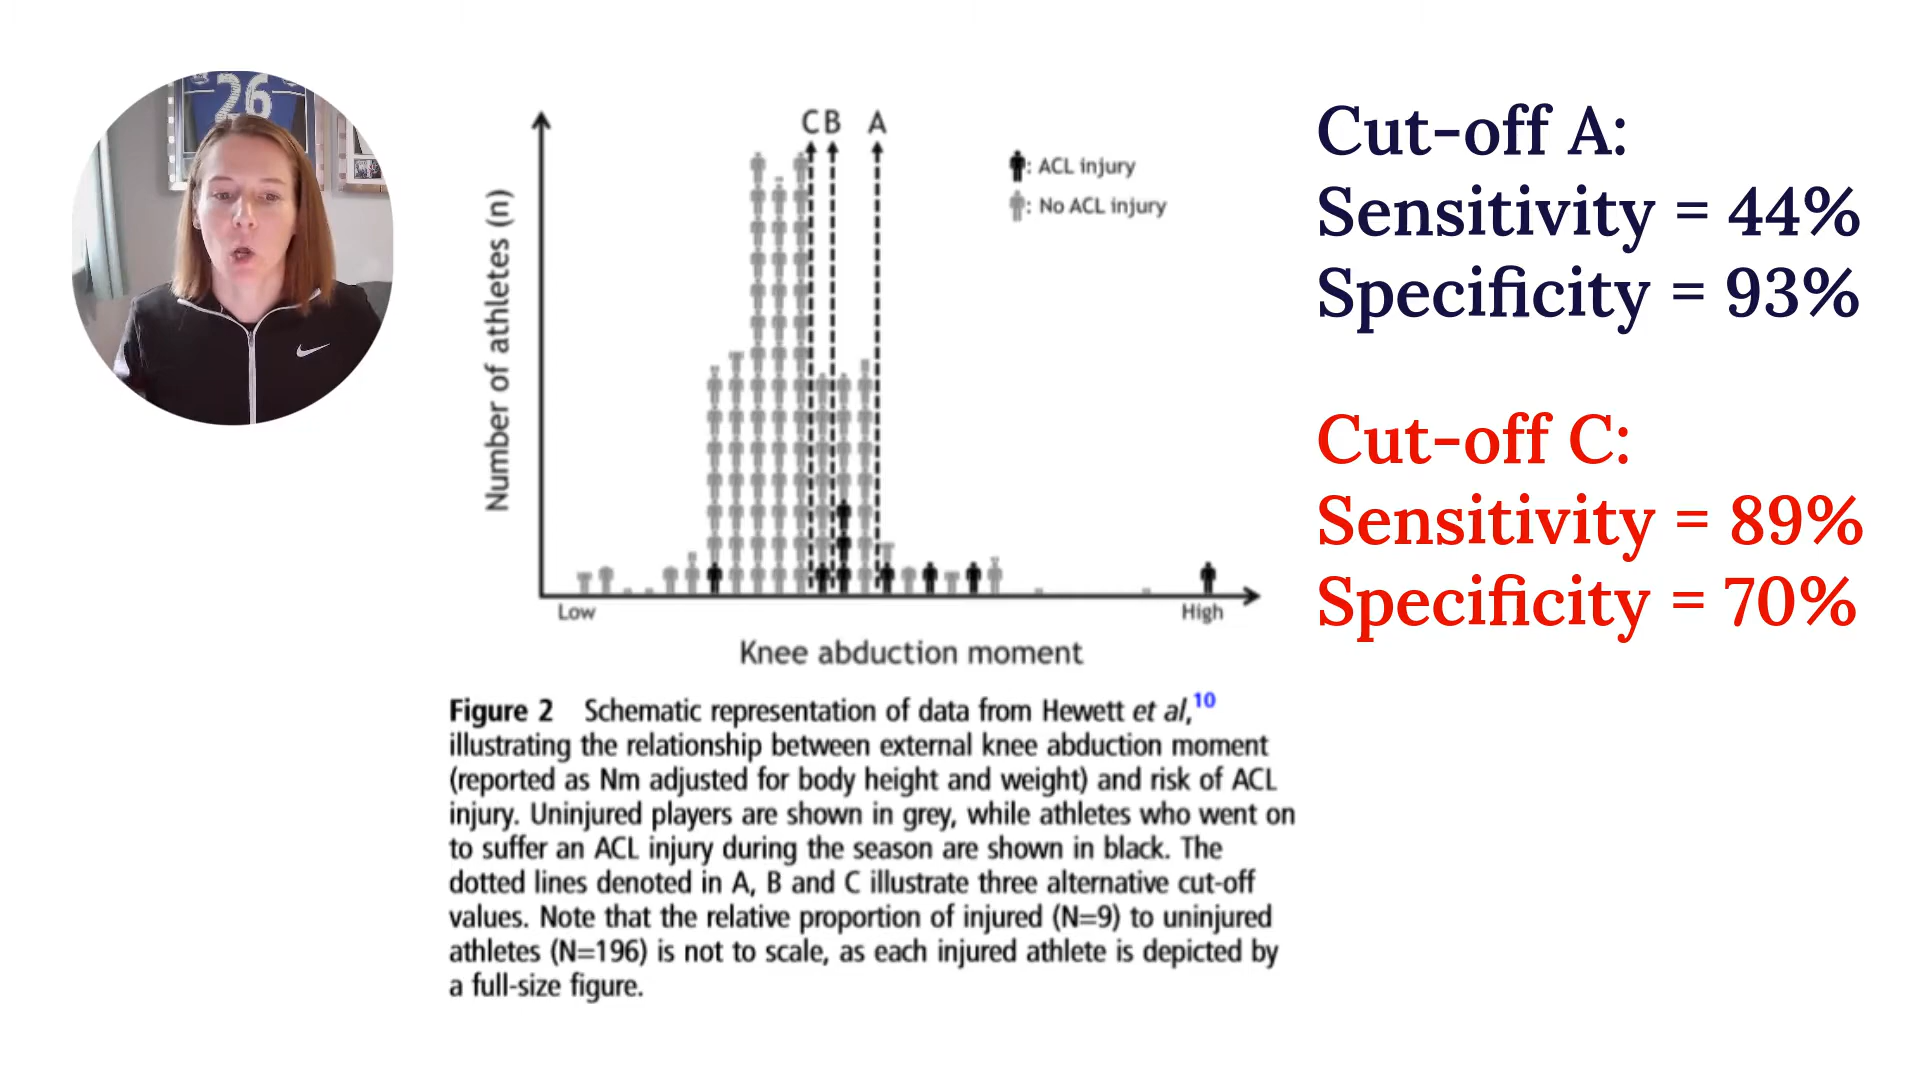 26
C B A
: ACL injury
: No ACL injury
Number of athletes (n)
Low
High
Knee abduction moment
Figure 2 Schematic representation of data from Hewett et al,10
illustrating the relationship between external knee abduction moment
(reported as Nm adjusted for body height and weight) and risk of ACL
injury. Uninjured players are shown in grey, while athletes who went on
to suffer an ACL injury during the season are shown in black. The
dotted lines denoted in A, B and C illustrate three alternative cut-off
values. Note that the relative proportion of injured (N=9) to uninjured
athletes (N=196) is not to scale, as each injured athlete is depicted by
a full-size figure.
Cut-off A:
Sensitivity = 44%
Specificity = 93%
Cut-off C:
Sensitivity = 89%
Specificity = 70%